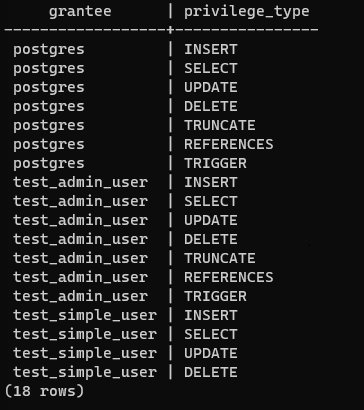 grantee      | privilege_type
------------------+----------------
 postgres         | INSERT
 postgres         | SELECT
 postgres         | UPDATE
 postgres         | DELETE
 postgres         | TRUNCATE
 postgres         | REFERENCES
 postgres         | TRIGGER
 test_admin_user  | INSERT
 test_admin_user  | SELECT
 test_admin_user  | UPDATE
 test_admin_user  | DELETE
 test_admin_user  | TRUNCATE
 test_admin_user  | REFERENCES
 test_admin_user  | TRIGGER
 test_simple_user | INSERT
 test_simple_user | SELECT
 test_simple_user | UPDATE
 test_simple_user | DELETE
(18 rows)